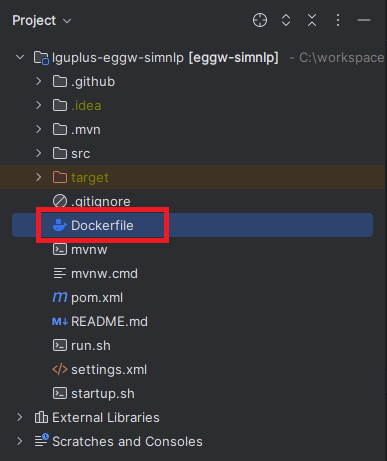 Project
lguplus-eggw-simnlp [eggw-simnlp] - C:\workspace
.github
.idea
.mvn
src
target
.gitignore
Dockerfile
mvnw
mvnw.cmd
m pom.xml
M↓ README.md
run.sh
settings.xml
startup.sh
External Libraries
Scratches and Consoles